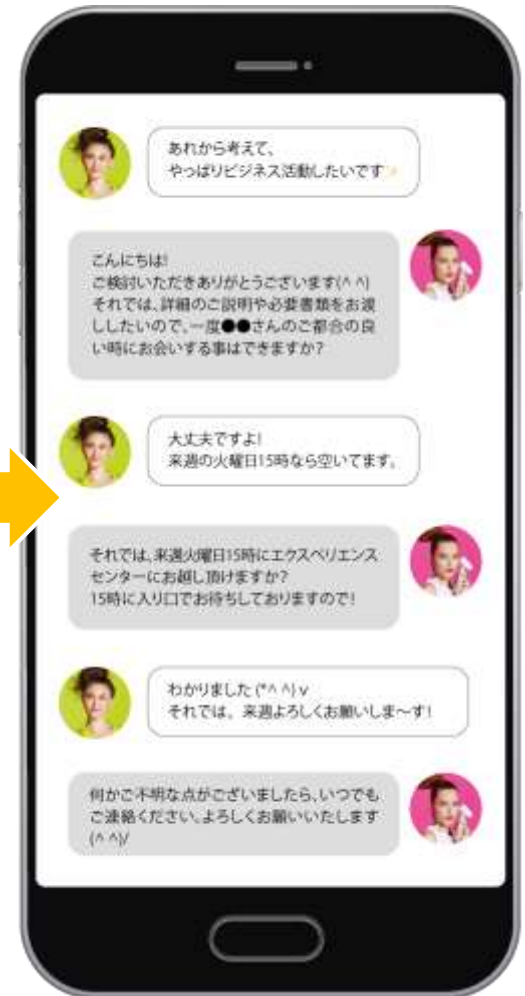 あれから考えて、
やっぱりビジネス活動したいです✨
こんにちは!
ご検討いただきありがとうございます(^ ^)
それでは、詳細のご説明や必要書類をお渡
ししたいので、一度●●さんのご都合の良
い時にお会いする事はできますか?
大丈夫ですよ!
来週の火曜日15時なら空いてます。
それでは、来週火曜日15時にエクスペリエンス
センターにお越し頂けますか?
15時に入り口でお待ちしておりますので!
わかりました (*^ ^) v
それでは、来週よろしくお願いしま〜す!
何かご不明な点がございましたら、いつでも
ご連絡ください。よろしくお願いいたします
(^ ^)/